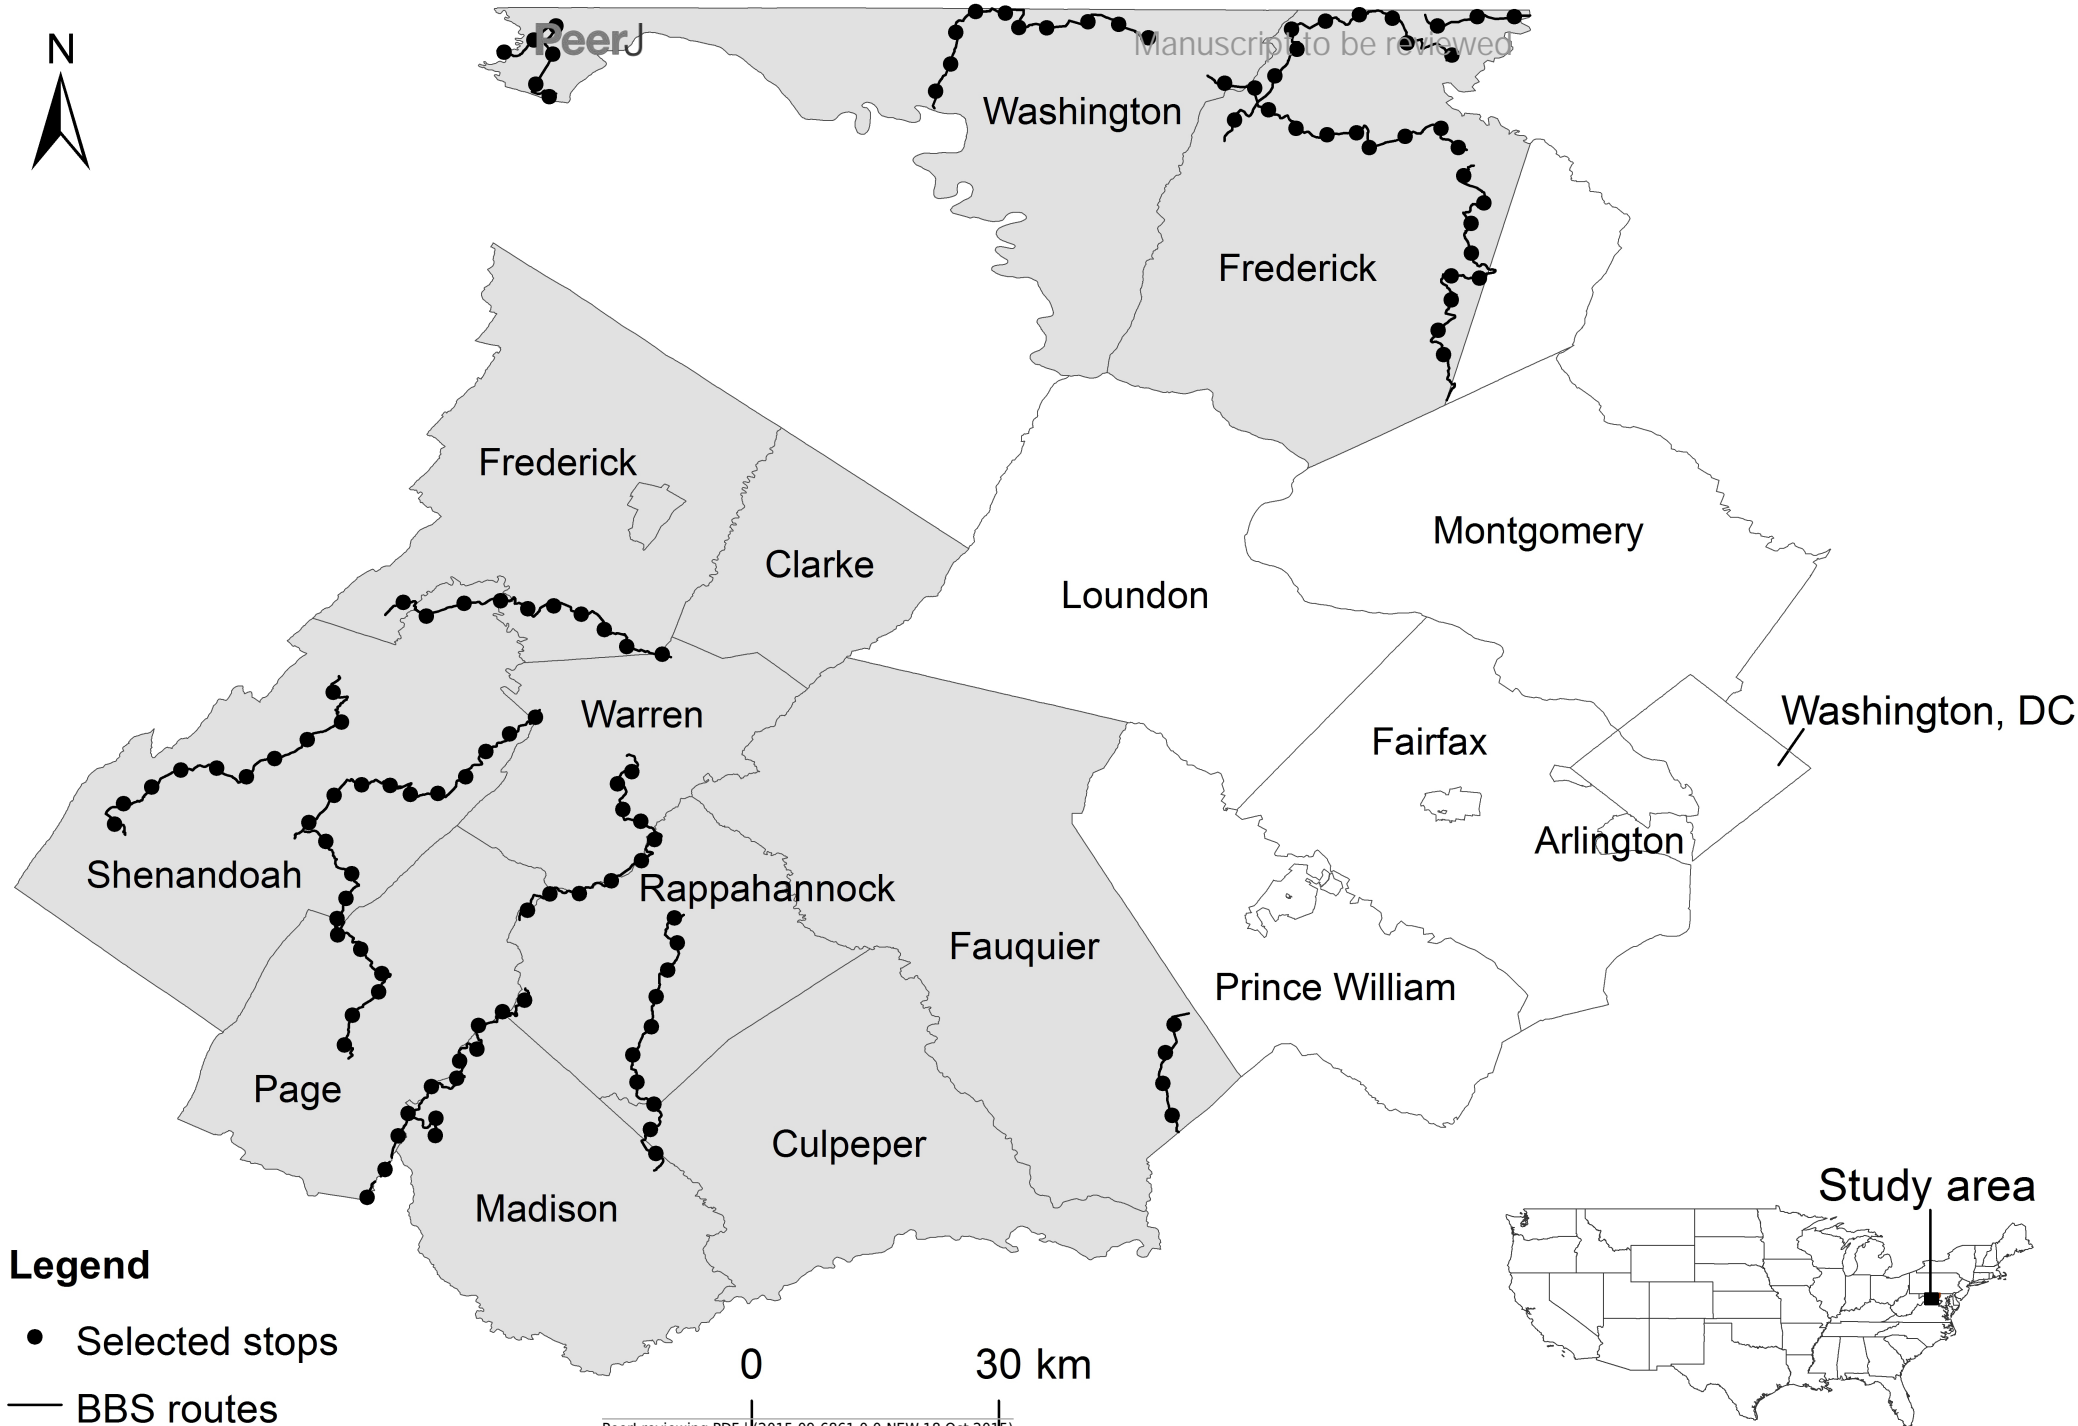 N
PeerJ
Manuscript to be reviewed
Washington
Frederick
Frederick
Clarke
Montgomery
Loundon
Warren
Washington, DC
Fairfax
Arlington
Shenandoah
Rappahannock
Fauquier
Prince William
Page
Culpeper
Madison
Study area
Legend
Selected stops
BBS routes
0 30 km